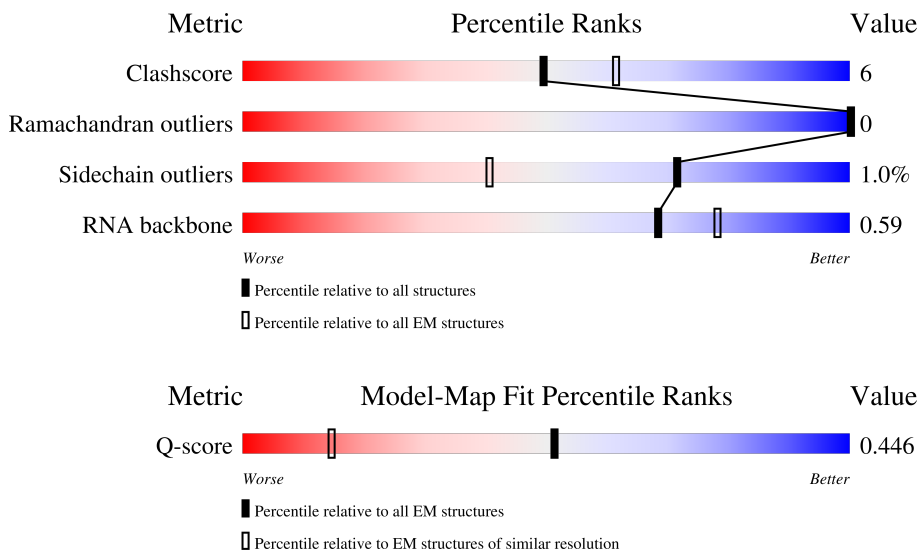 Metric Percentile Ranks Value
Clashscore 6
Ramachandran outliers 0
Sidechain outliers 1.0%
RNA backbone 0.59
Worse Better
Percentile relative to all structures
Percentile relative to all EM structures
Metric Model-Map Fit Percentile Ranks Value
Q-score 0.446
Worse Better
Percentile relative to all EM structures
Percentile relative to EM structures of similar resolution